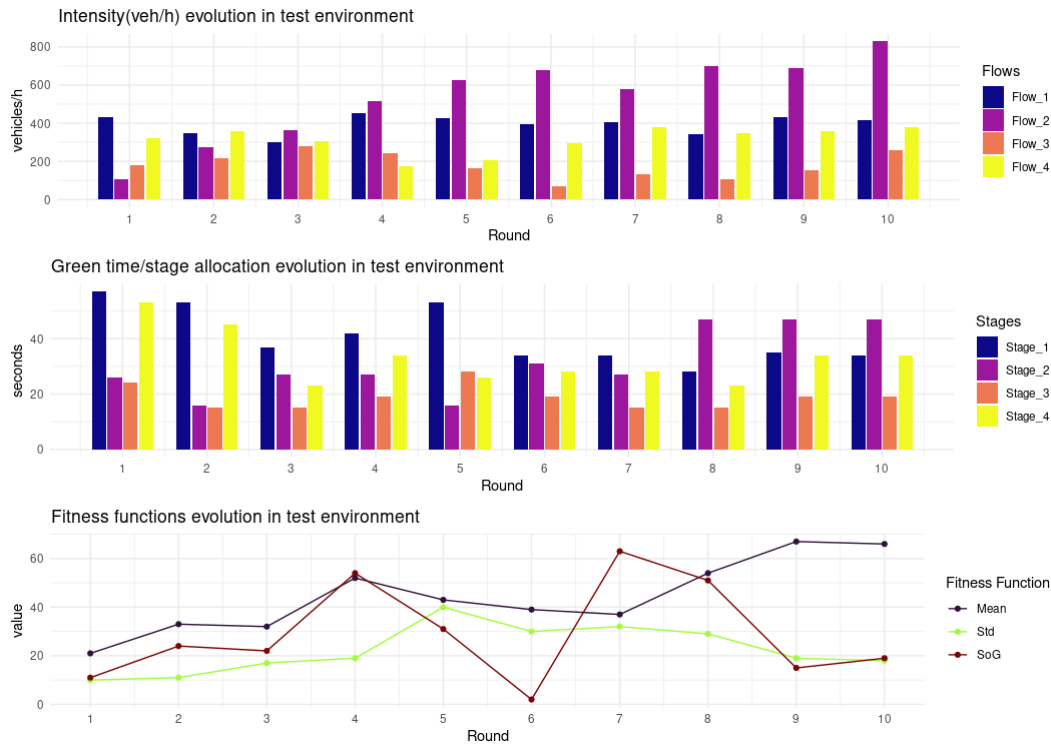 Intensity(veh/h) evolution in test environment
800
600
400
200
0
vehicles/h
1 2 3 4 5 6 7 8 9 10
Round
Flows
Flow_1
Flow_2
Flow_3
Flow_4
Green time/stage allocation evolution in test environment
40
20
0
seconds
1 2 3 4 5 6 7 8 9 10
Round
Stages
Stage_1
Stage_2
Stage_3
Stage_4
Fitness functions evolution in test environment
60
40
20
0
value
1 2 3 4 5 6 7 8 9 10
Round
Fitness Function
Mean
Std
SoG